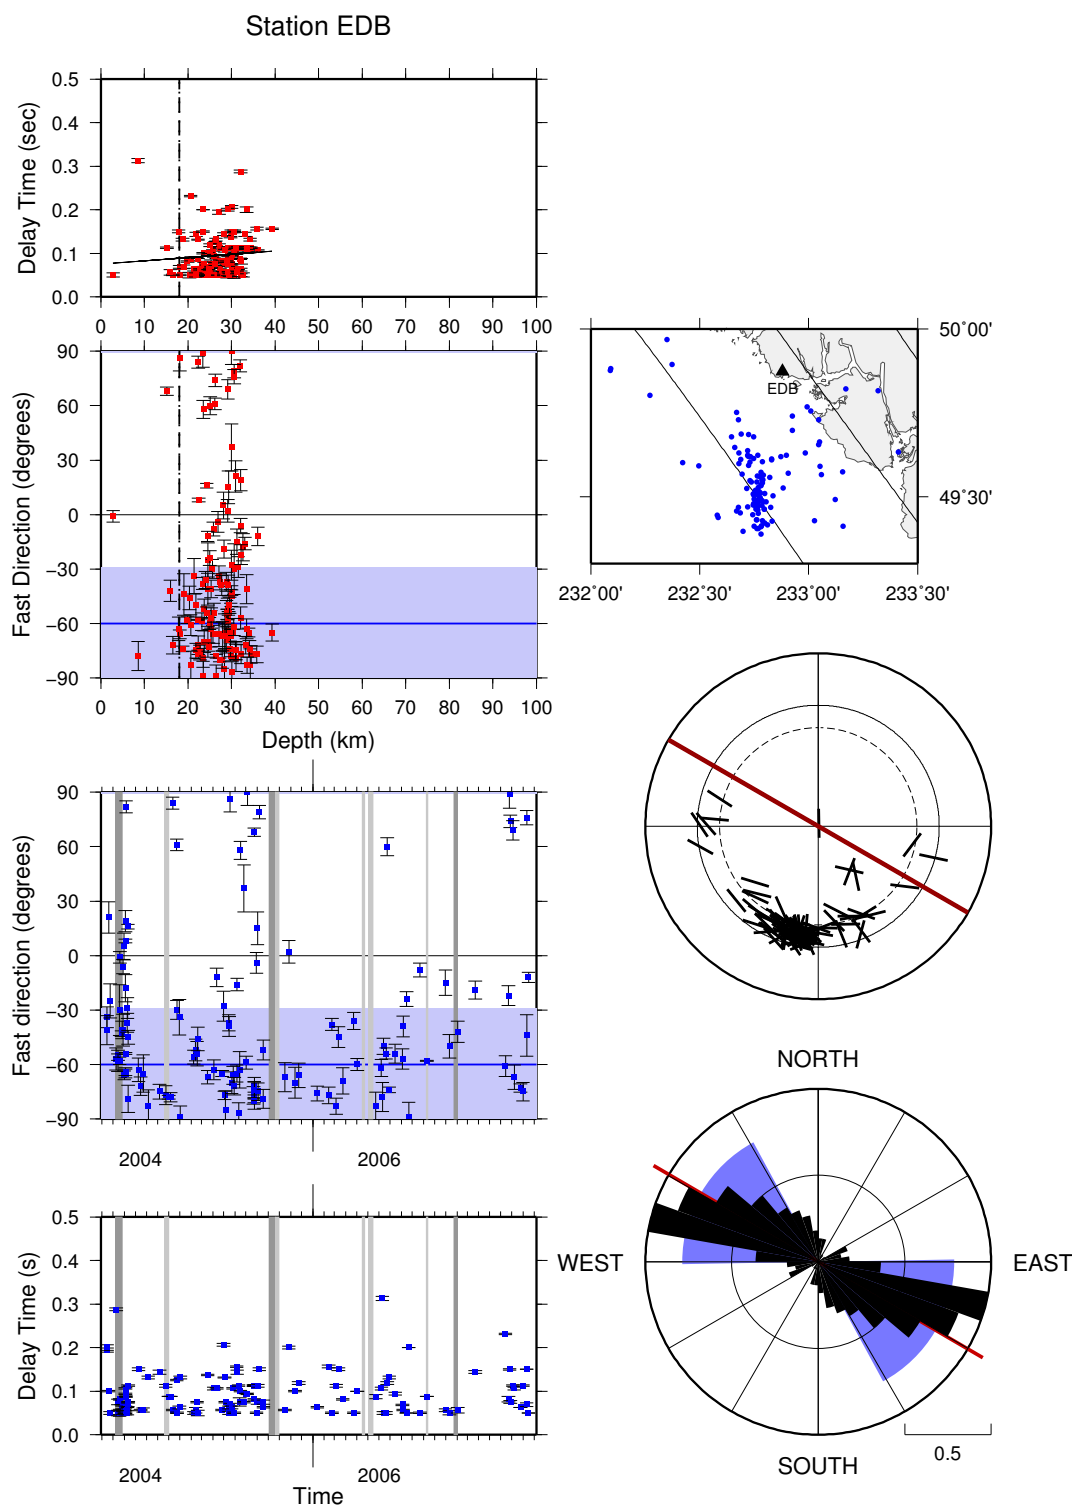 Station EDB
Delay Time (sec)
0.5
0.4
0.3
0.2
0.1
0.0
0 10 20 30 40 50 60 70 80 90 100
Fast Direction (degrees)
90
60
30
0
−30
−60
−90
0 10 20 30 40 50 60 70 80 90 100
Depth (km)
EDB
50˚00'
49˚30'
232˚00' 232˚30' 233˚00' 233˚30'
Fast direction (degrees)
90
60
30
0
−30
−60
−90
2004 2006
Delay Time (s)
0.5
0.4
0.3
0.2
0.1
0.0
2004 2006
Time
NORTH
WEST EAST
SOUTH
0.5